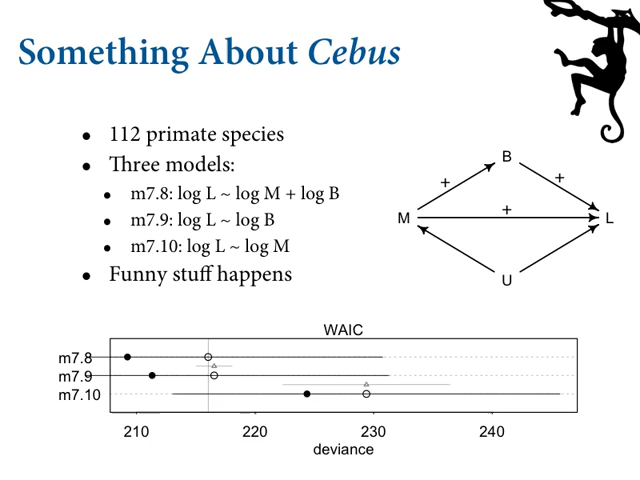 Something About Cebus
• 112 primate species
• Three models:
• m7.8: log L ~ log M + log B
• m7.9: log L ~ log B
• m7.10: log L ~ log M
• Funny stuff happens
B
+ +
M + L
U
WAIC
m7.8
m7.9
m7.10
210 220 230 240
deviance